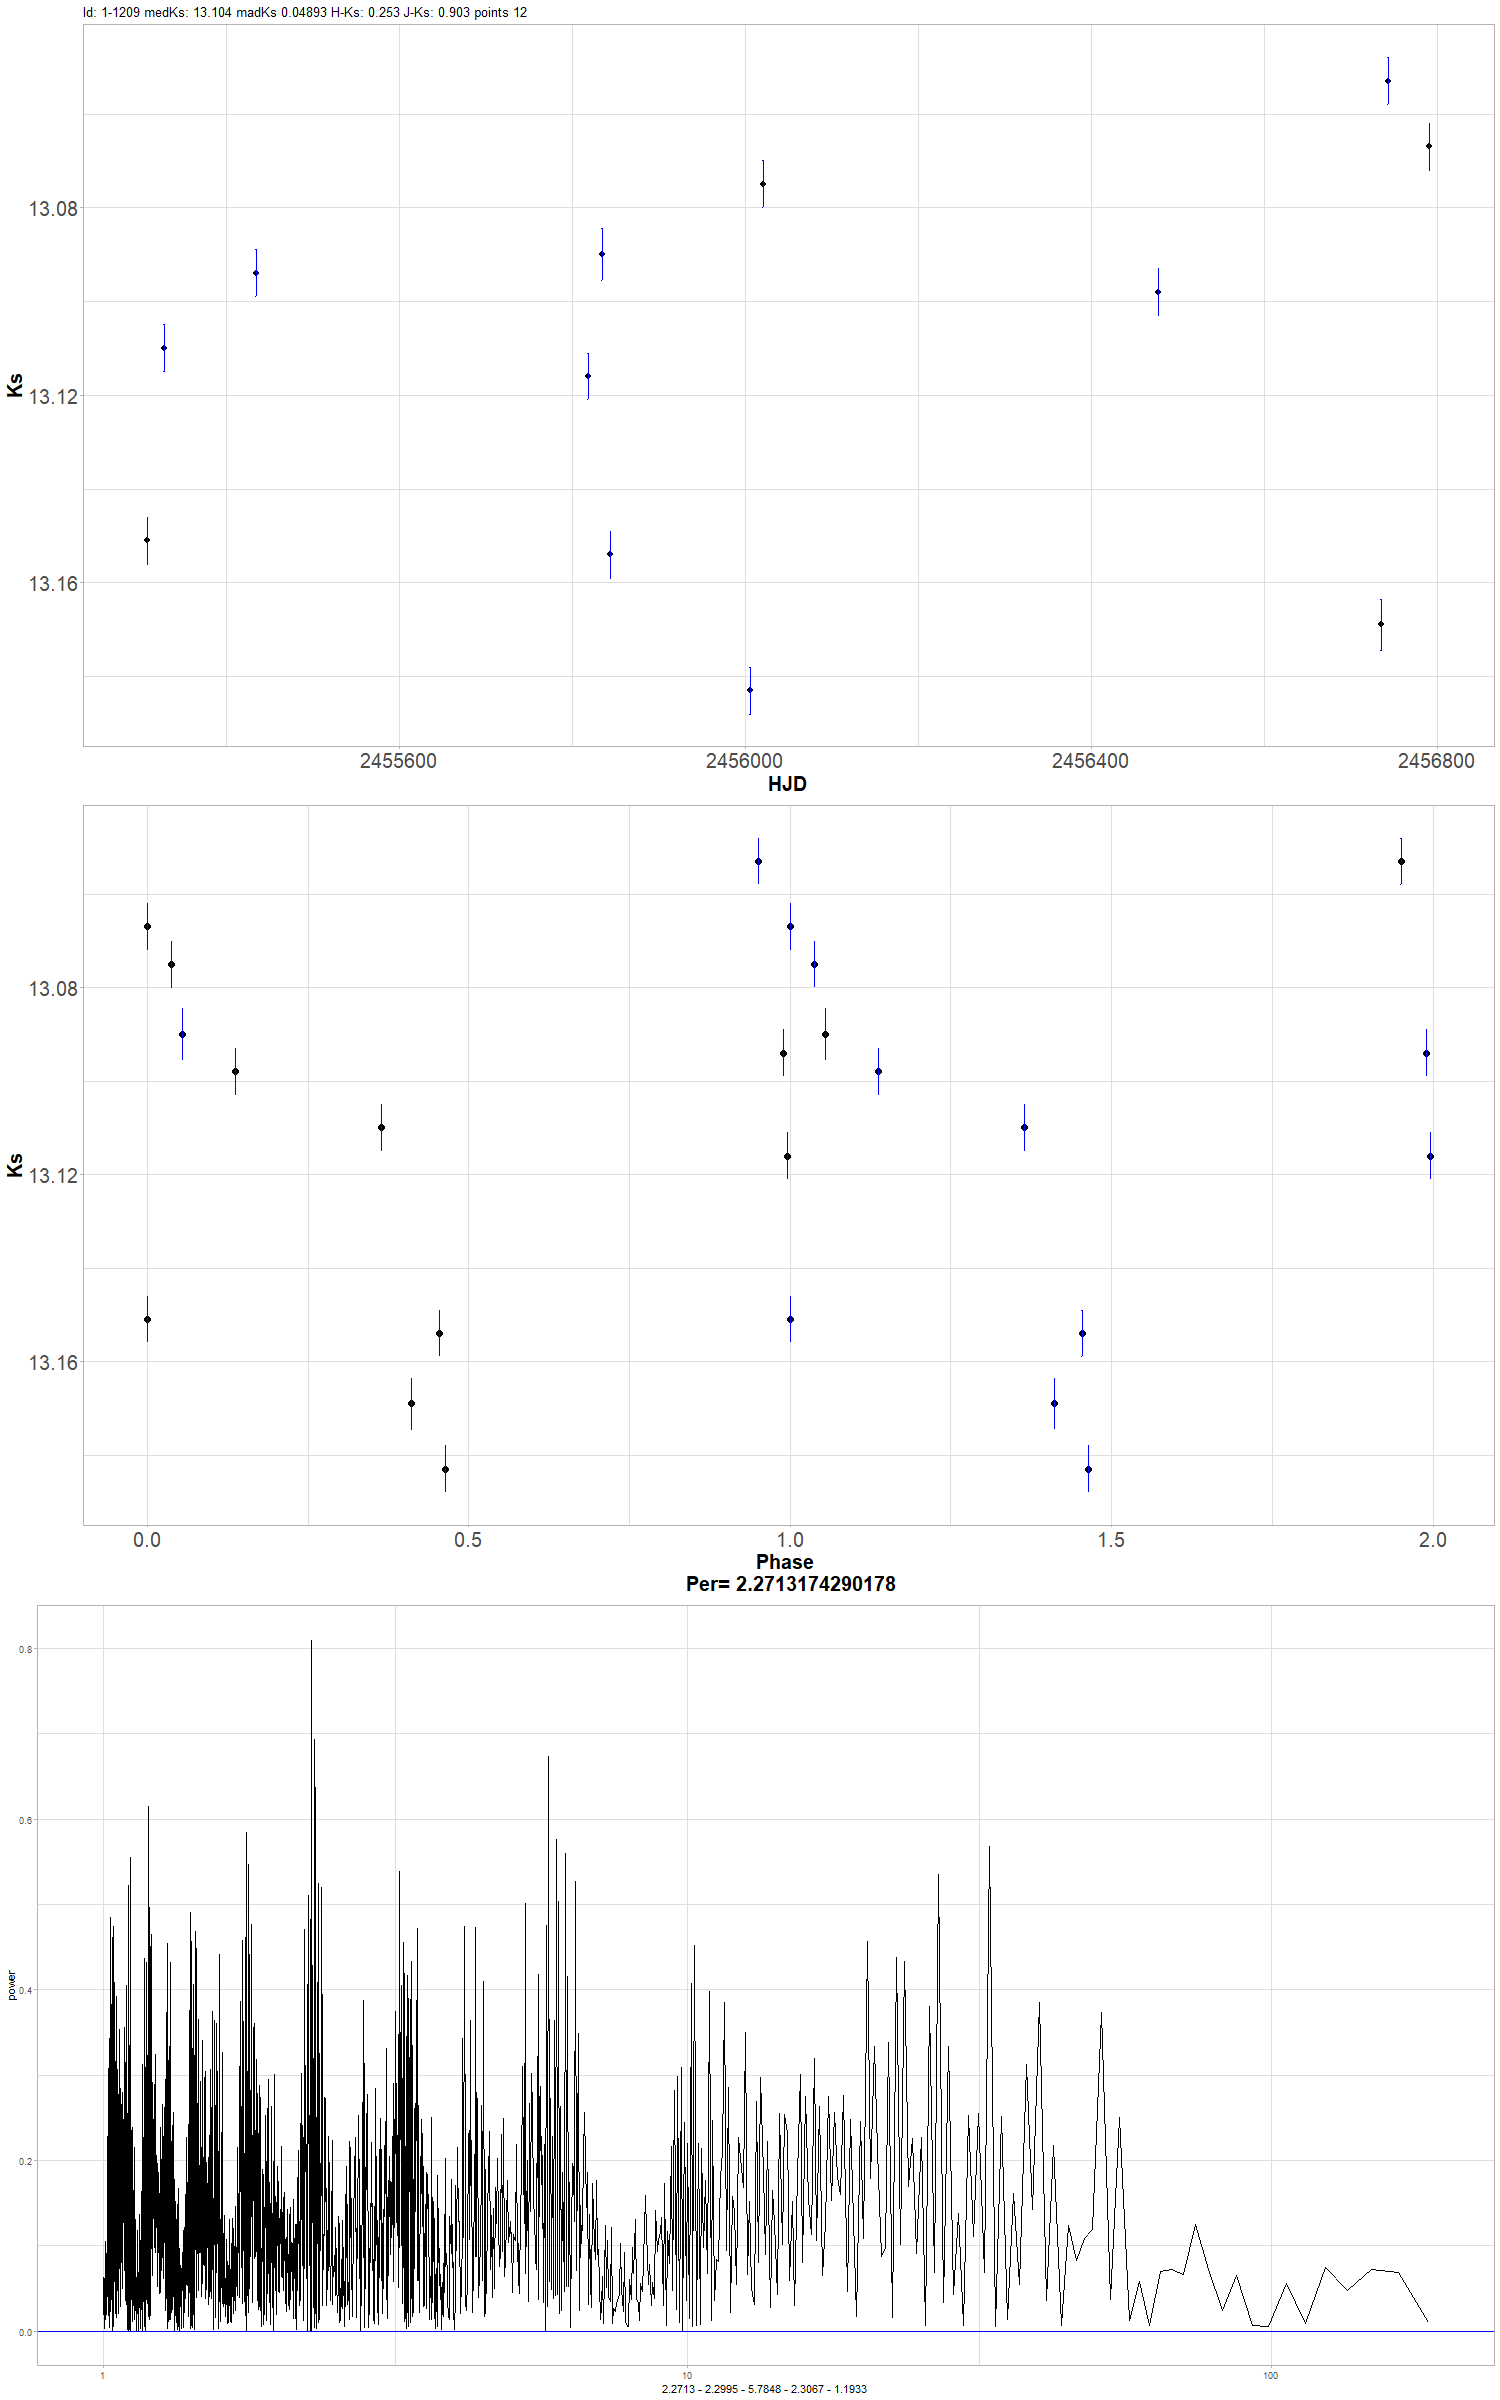 Id: 1-1209 medKs: 13.104 madKs 0.04893 H-Ks: 0.253 J-Ks: 0.903 points 12
13.08
13.12
13.16
Ks
2455600 2456000 2456400 2456800
HJD
13.08
13.12
13.16
Ks
0.0 0.5 1.0 1.5 2.0
Phase
Per= 2.2713174290178
0.8
0.6
0.4
0.2
0.0
power
1 10 100
2.2713 - 2.2995 - 5.7848 - 2.3067 - 1.1933